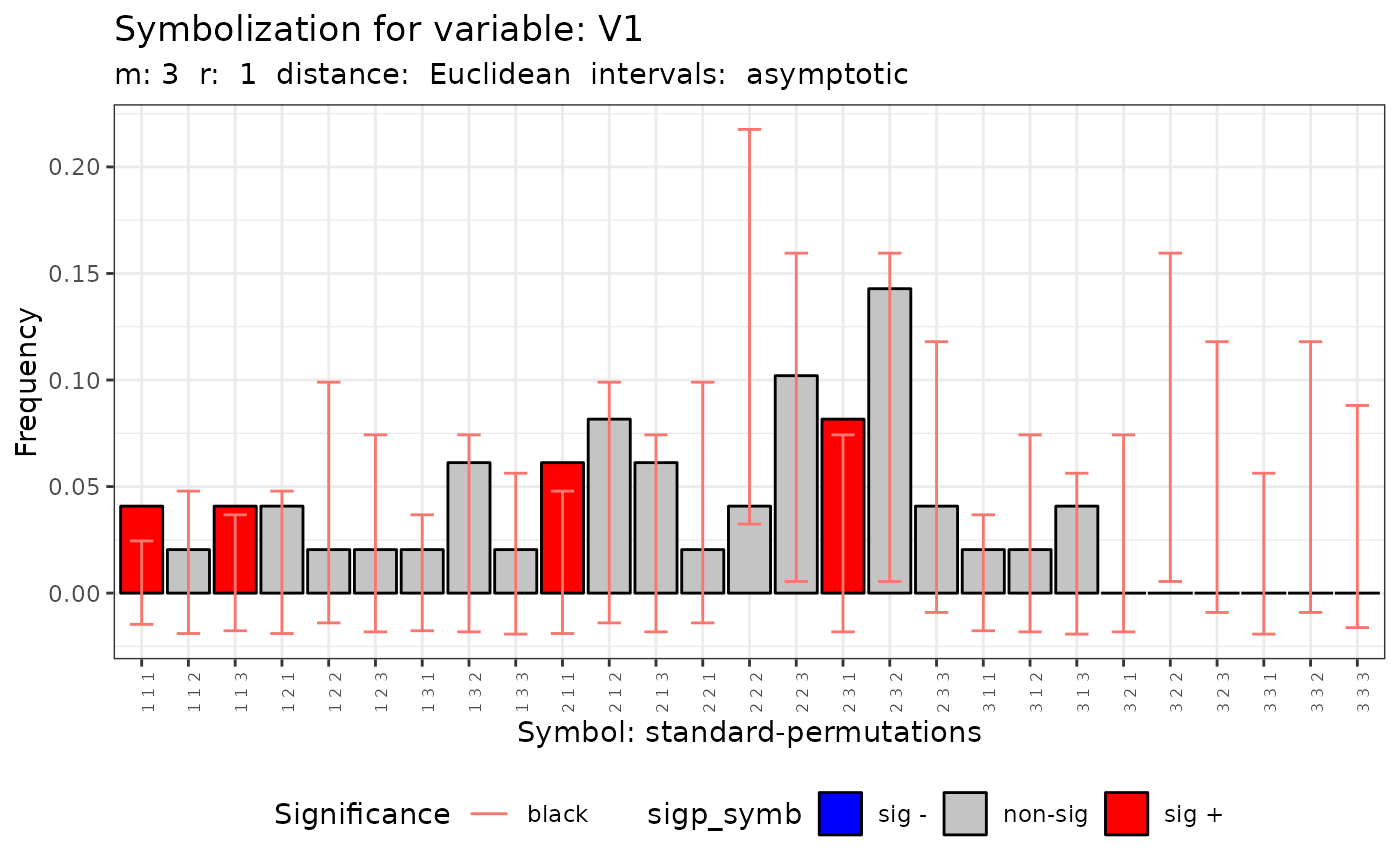 Symbolization for variable: V1
m: 3 r: 1 distance: Euclidean intervals: asymptotic
Frequency
0.20
0.15
0.10
0.05
0.00
1 1 1
1 1 2
1 1 3
1 2 1
1 2 2
1 2 3
1 3 1
1 3 2
1 3 3
2 1 1
2 1 2
2 1 3
2 2 1
2 2 2
2 2 3
2 3 1
2 3 2
2 3 3
3 1 1
3 1 2
3 1 3
3 2 1
3 2 2
3 2 3
3 3 1
3 3 2
3 3 3
Symbol: standard-permutations
Significance black sigp_symb sig - non-sig sig +